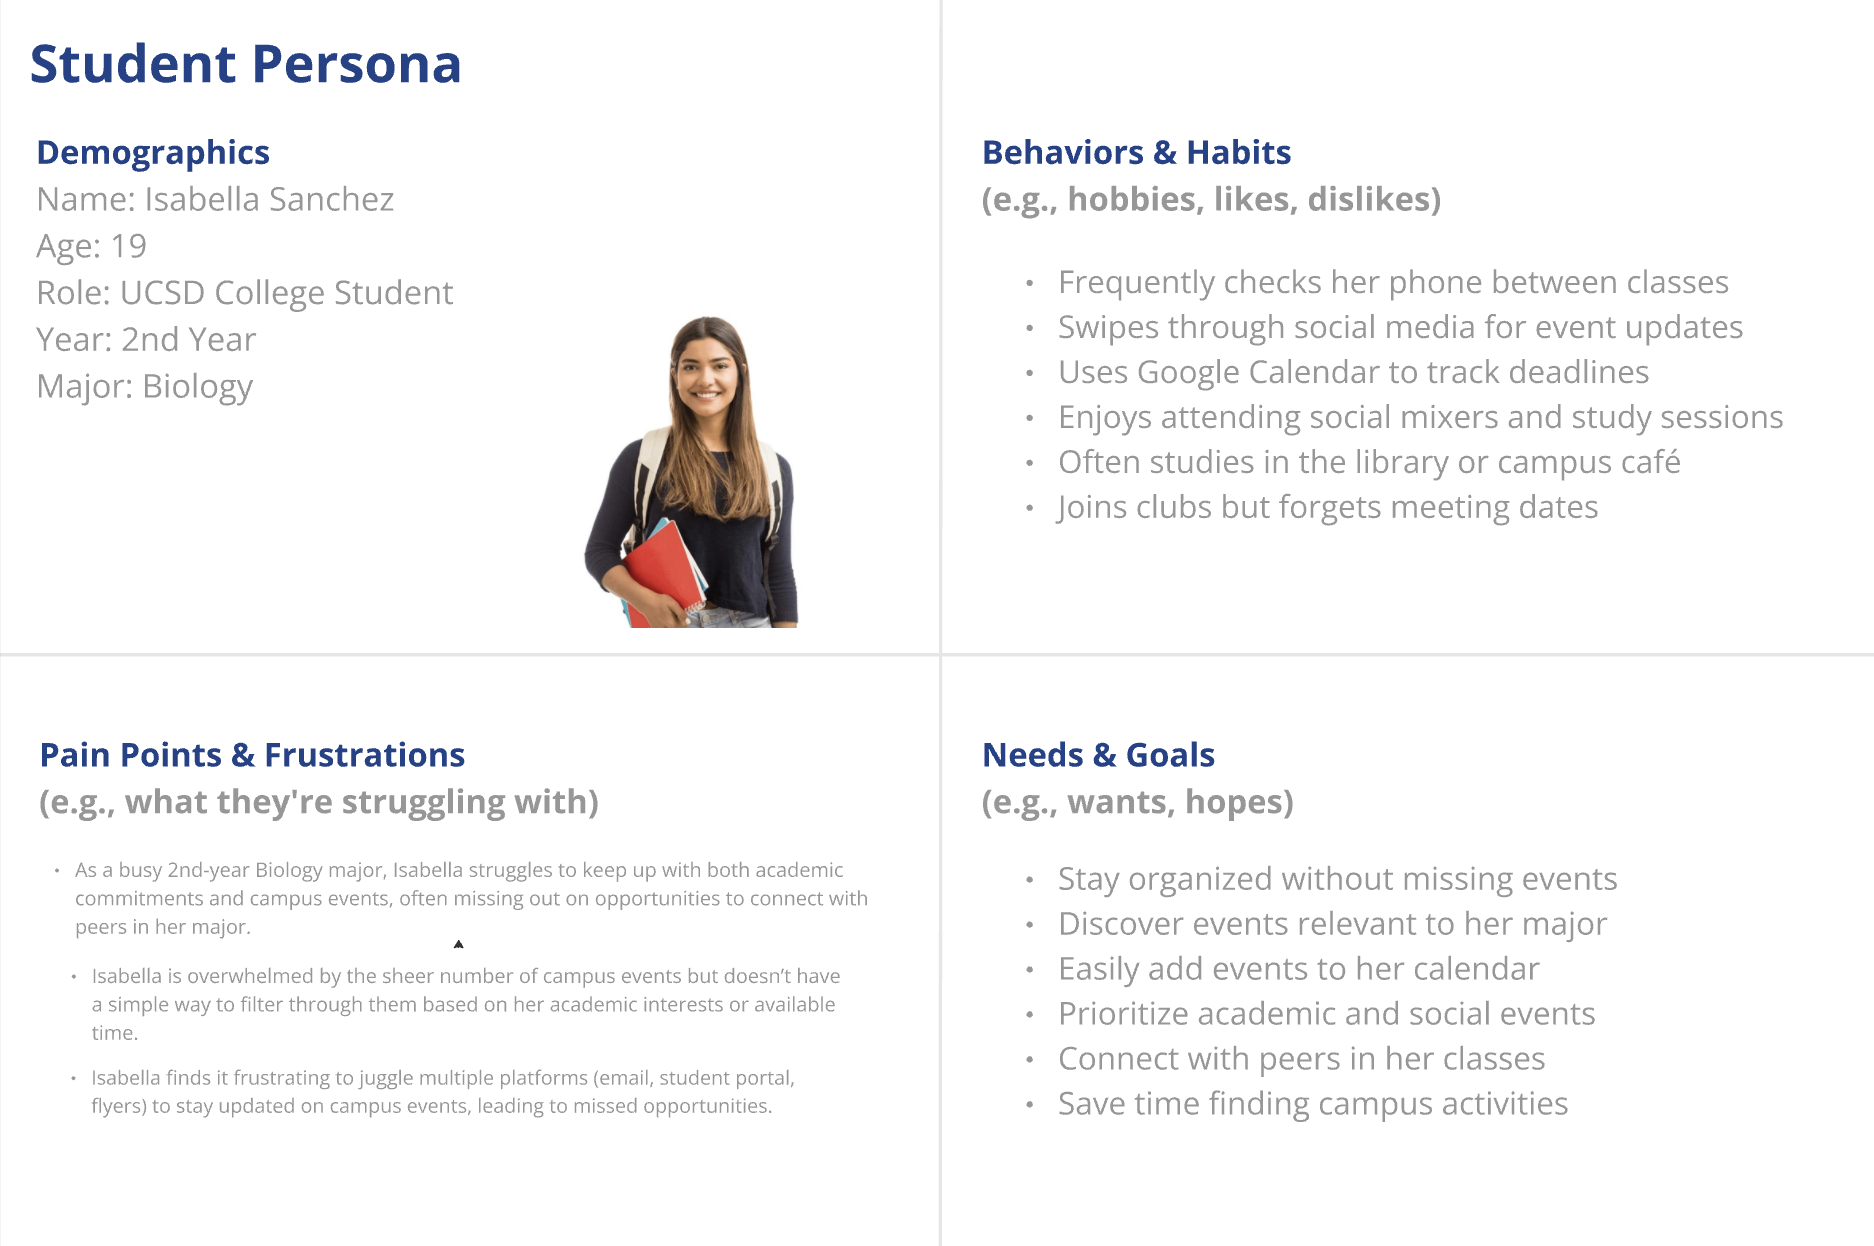 Student Persona
Demographics
Name: Isabella Sanchez
Age: 19
Role: UCSD College Student
Year: 2nd Year
Major: Biology
Behaviors & Habits
(e.g., hobbies, likes, dislikes)
• Frequently checks her phone between classes
• Swipes through social media for event updates
• Uses Google Calendar to track deadlines
• Enjoys attending social mixers and study sessions
• Often studies in the library or campus café
• Joins clubs but forgets meeting dates
Pain Points & Frustrations
(e.g., what they're struggling with)
• As a busy 2nd-year Biology major, Isabella struggles to keep up with both academic
commitments and campus events, often missing out on opportunities to connect with
peers in her major.
• Isabella is overwhelmed by the sheer number of campus events but doesn’t have
a simple way to filter through them based on her academic interests or available
time.
• Isabella finds it frustrating to juggle multiple platforms (email, student portal,
flyers) to stay updated on campus events, leading to missed opportunities.
Needs & Goals
(e.g., wants, hopes)
• Stay organized without missing events
• Discover events relevant to her major
• Easily add events to her calendar
• Prioritize academic and social events
• Connect with peers in her classes
• Save time finding campus activities